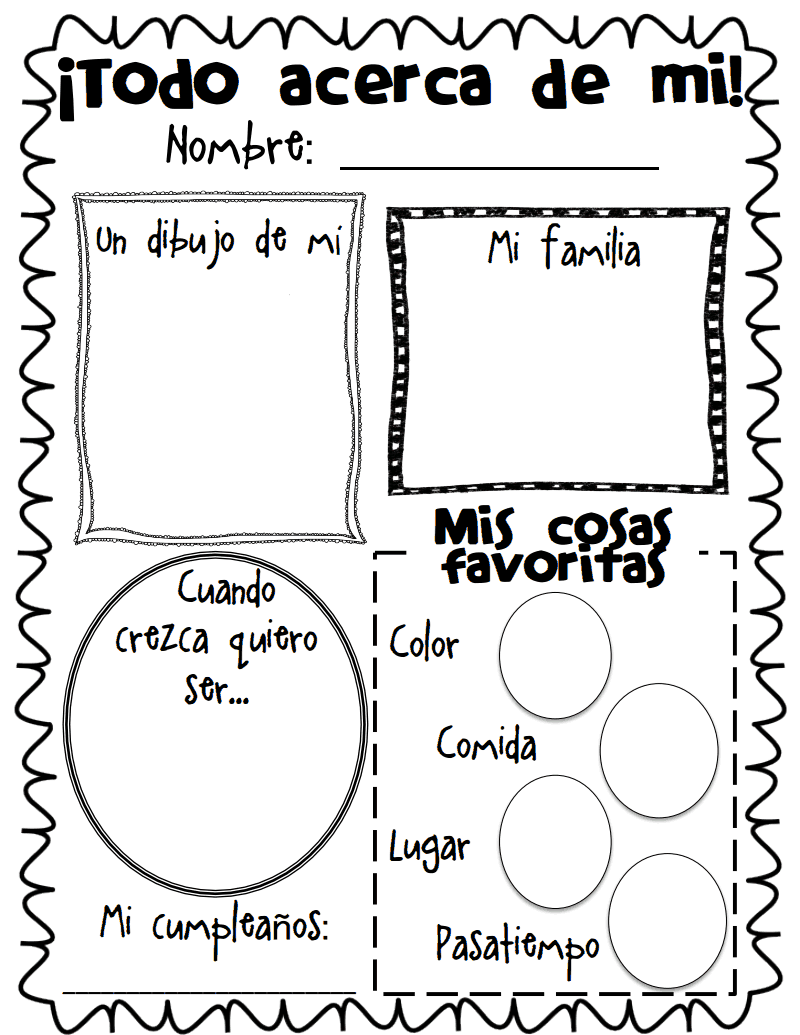 ¡Todo acerca de mi!
Nombre:
Un dibujo de mí
Mi familia
Mis cosas
favoritas
Cuando
crezca quiero
ser...
Color
Comida
Lugar
Pasatiempo
Mi cumpleaños: